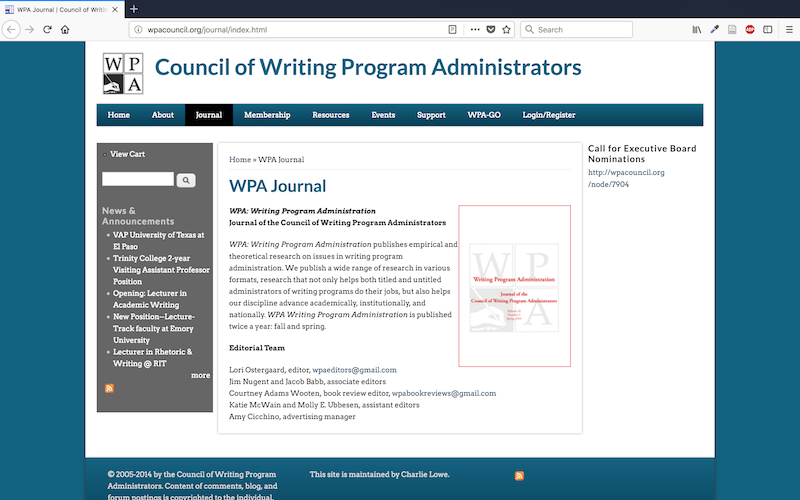 WPA Journal | Council of Writin
wpacouncil.org/journal/index.html
Search
ABP
W P
A
Council of Writing Program Administrators
Home About Journal Membership Resources Events Support WPA-GO Login/Register
View Cart
News &
Announcements
VAP University of Texas at
El Paso
Trinity College 2-year
Visiting Assistant Professor
Position
Opening: Lecturer in
Academic Writing
New Position--Lecture-
Track faculty at Emory
University
Lecturer in Rhetoric &
Writing @ RIT
more
Home » WPA Journal
WPA Journal
WPA: Writing Program Administration
Journal of the Council of Writing Program Administrators
WPA: Writing Program Administration publishes empirical and
theoretical research on issues in writing program
administration. We publish a wide range of research in various
formats, research that not only helps both titled and untitled
administrators of writing programs do their jobs, but also helps
our discipline advance academically, institutionally, and
nationally. WPA Writing Program Administration is published
twice a year: fall and spring.
W P
A
Writing Program Administration
Journal of the
Council of Writing Program Administrators
Editorial Team
Lori Ostergaard, editor, wpaeditors@gmail.com
Jim Nugent and Jacob Babb, associate editors
Courtney Adams Wooten, book review editor, wpabookreviews@gmail.com
Katie McWain and Molly E. Ubbesen, assistant editors
Amy Cicchino, advertising manager
Call for Executive Board
Nominations
http://wpacouncil.org
/node/7904
© 2005-2014 by the Council of Writing Program
Administrators. Content of comments, blog, and
forum postings is copyrighted to the individual.
This site is maintained by Charlie Lowe.